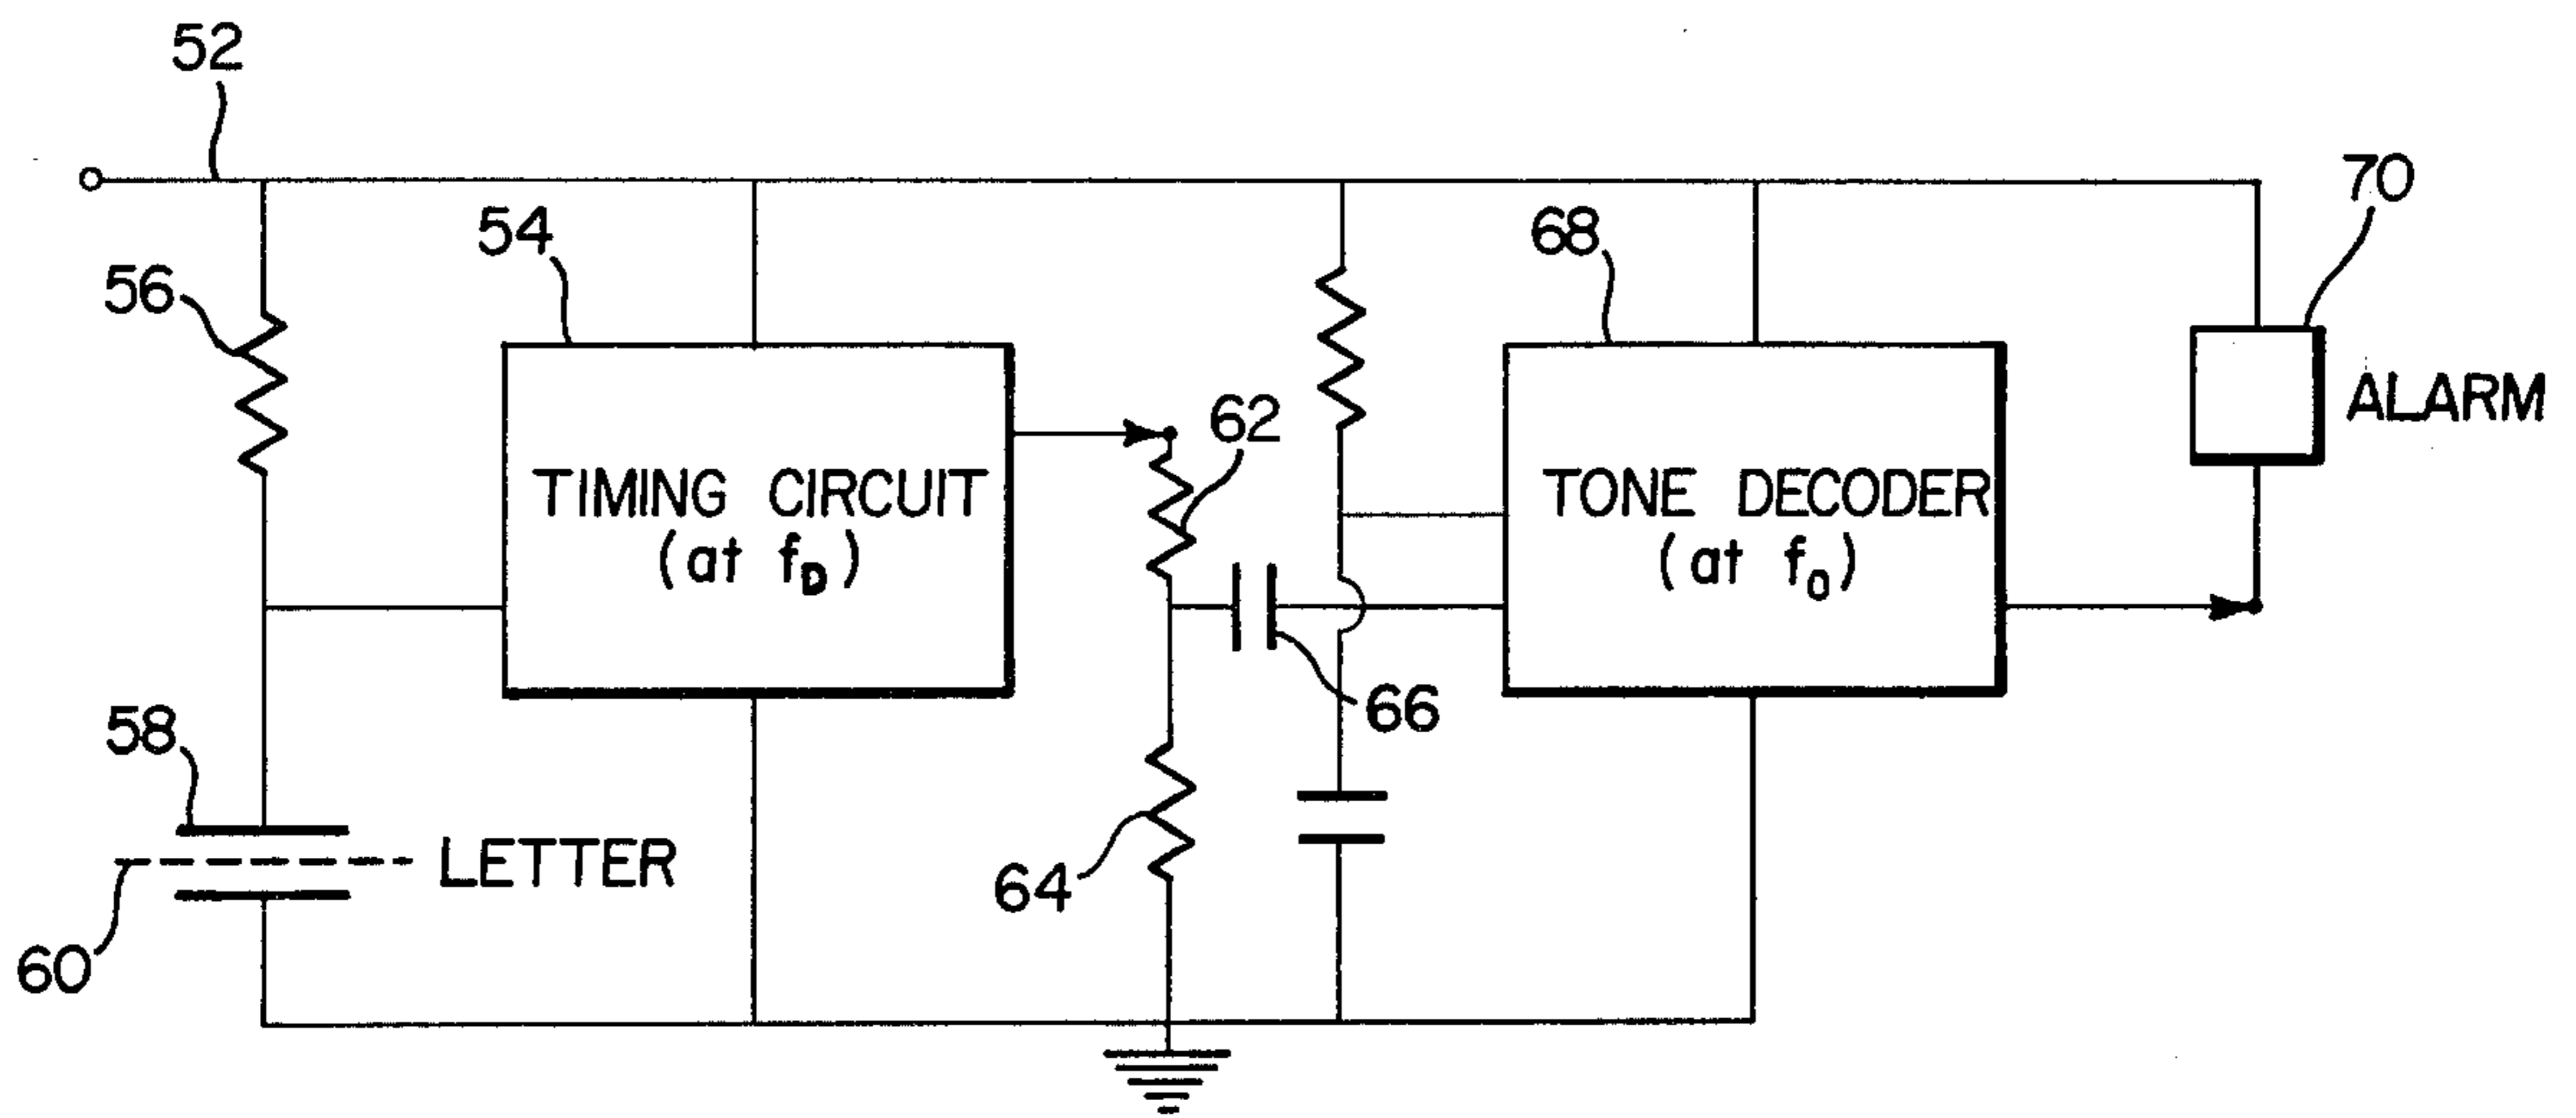 52
54
68
70
56
62
ALARM
TIMING CIRCUIT
(at fD)
TONE DECODER
(at fo)
58
66
LETTER
64
60